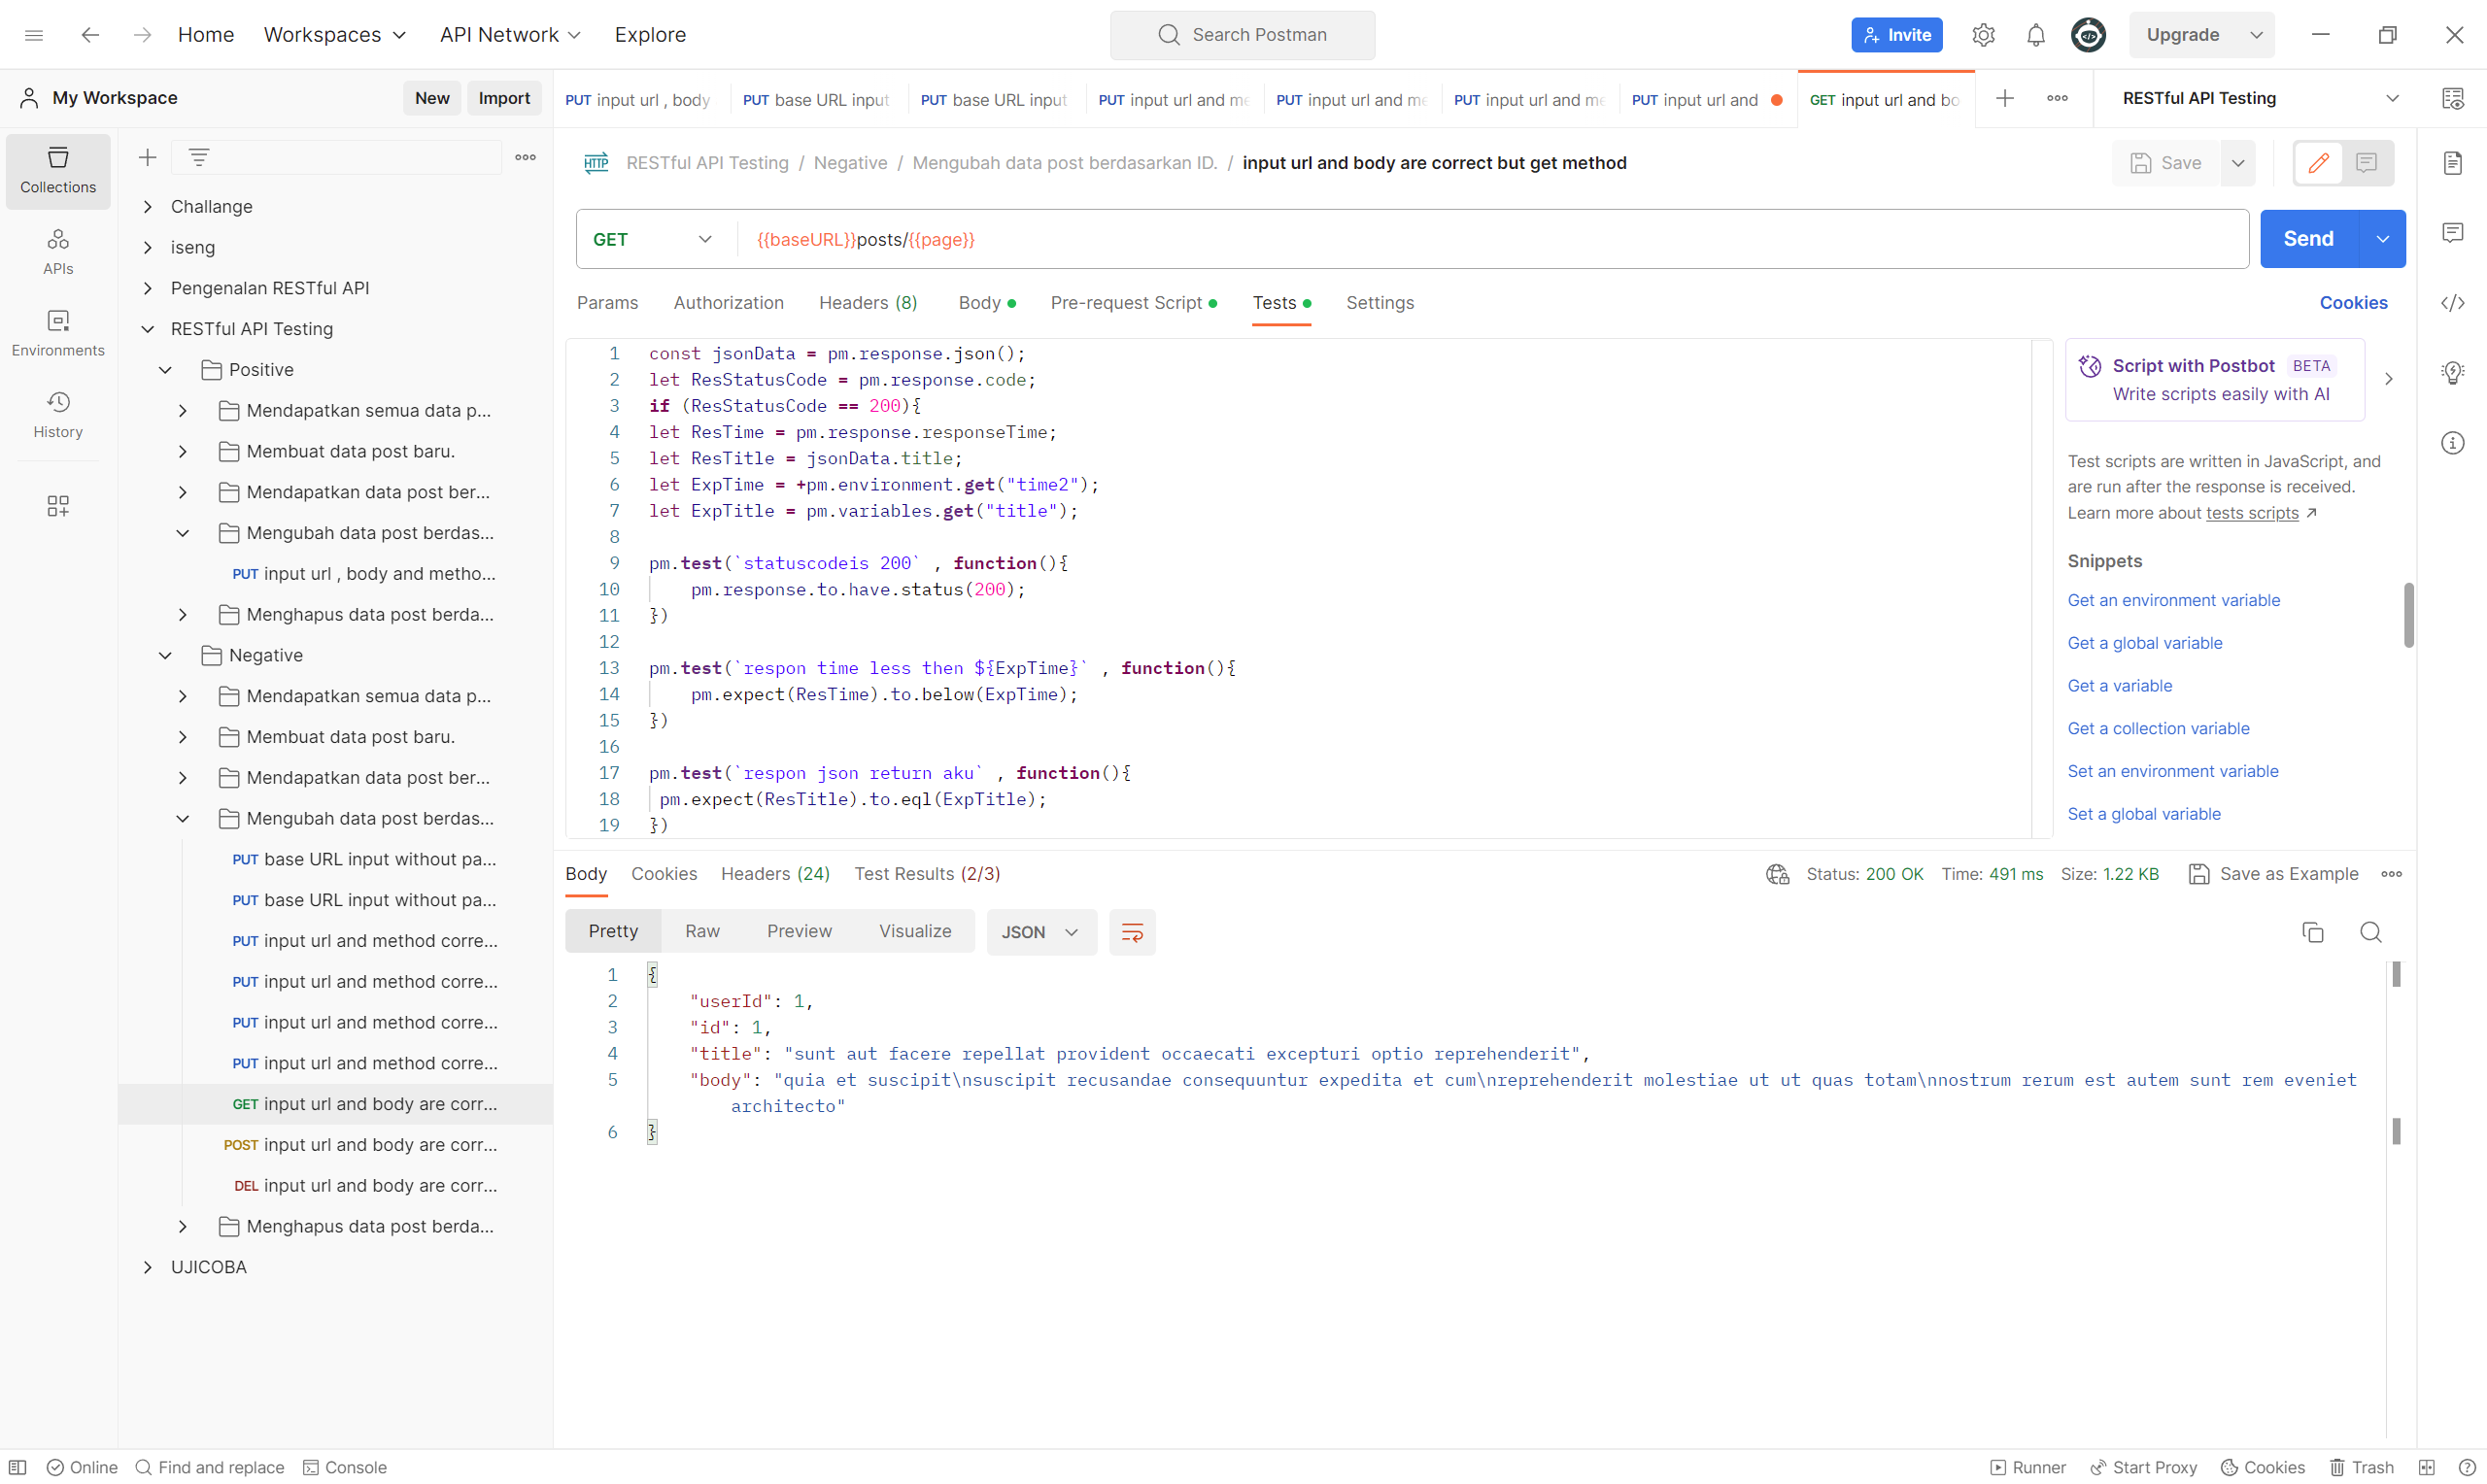 Home
Workspaces
API Network
Explore
Search Postman
Invite
Upgrade
My Workspace
New
Import
PUT input url , body
PUT base URL input
PUT base URL input
PUT input url and me
PUT input url and me
PUT input url and me
PUT input url and
GET input url and bo
RESTful API Testing
Collections
APIs
Environments
History
Challange
iseng
Pengenalan RESTful API
RESTful API Testing
Positive
Mendapatkan semua data p...
Membuat data post baru.
Mendapatkan data post ber...
Mengubah data post berdas...
PUT input url , body and metho...
Menghapus data post berda...
Negative
Mendapatkan semua data p...
Membuat data post baru.
Mendapatkan data post ber...
Mengubah data post berdas...
PUT base URL input without pa...
PUT base URL input without pa...
PUT input url and method corre...
PUT input url and method corre...
PUT input url and method corre...
PUT input url and method corre...
GET input url and body are corr...
POST input url and body are corr...
DEL input url and body are corr...
Menghapus data post berda...
UJICOBA
HTTP RESTful API Testing / Negative / Mengubah data post berdasarkan ID. / input url and body are correct but get method
Save
GET
{{baseURL}}posts/{{page}}
Send
Params
Authorization
Headers (8)
Body
Pre-request Script
Tests
Settings
Cookies
1 const jsonData = pm.response.json();
2 let ResStatusCode = pm.response.code;
3 if (ResStatusCode == 200){
4 let ResTime = pm.response.responseTime;
5 let ResTitle = jsonData.title;
6 let ExpTime = +pm.environment.get("time2");
7 let ExpTitle = pm.variables.get("title");
8
9 pm.test(`statuscodeis 200` , function(){
10 pm.response.to.have.status(200);
11 })
12
13 pm.test(`respon time less then ${ExpTime}` , function(){
14 pm.expect(ResTime).to.below(ExpTime);
15 })
16
17 pm.test(`respon json return aku` , function(){
18 pm.expect(ResTitle).to.eql(ExpTitle);
19 })
Script with Postbot BETA
Write scripts easily with AI
Test scripts are written in JavaScript, and
are run after the response is received.
Learn more about tests scripts ↗
Snippets
Get an environment variable
Get a global variable
Get a variable
Get a collection variable
Set an environment variable
Set a global variable
Body
Cookies
Headers (24)
Test Results (2/3)
Status: 200 OK
Time: 491 ms
Size: 1.22 KB
Save as Example
Pretty
Raw
Preview
Visualize
JSON
1 {
2 "userId": 1,
3 "id": 1,
4 "title": "sunt aut facere repellat provident occaecati excepturi optio reprehenderit",
5 "body": "quia et suscipit\nsuscipit recusandae consequuntur expedita et cum\nreprehenderit molestiae ut ut quas totam\nnostrum rerum est autem sunt rem eveniet
architecto"
6 }
Online
Find and replace
Console
Runner
Start Proxy
Cookies
Trash